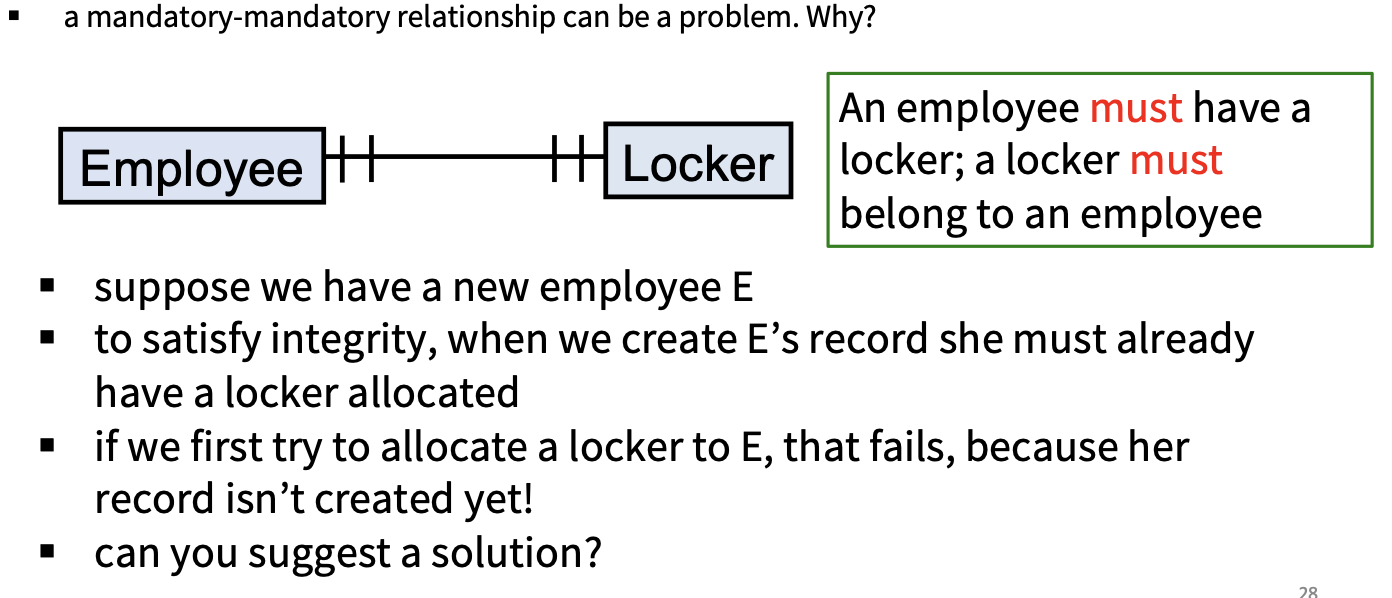 ▪ a mandatory-mandatory relationship can be a problem. Why?
Employee
Locker
An employee must have a
locker; a locker must
belong to an employee
▪ suppose we have a new employee E
▪ to satisfy integrity, when we create E’s record she must already
have a locker allocated
▪ if we first try to allocate a locker to E, that fails, because her
record isn’t created yet!
▪ can you suggest a solution?
28